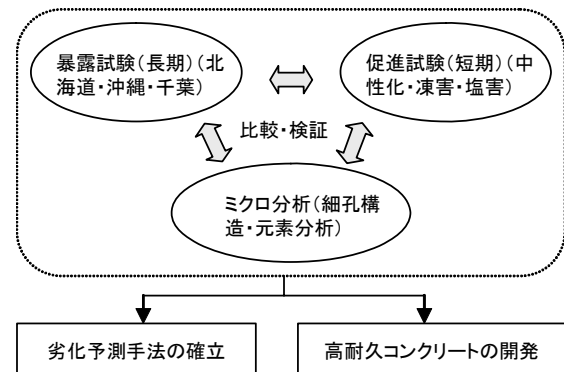 暴露試験(長期)(北
海道・沖縄・千葉)
促進試験(短期)(中
性化・凍害・塩害)
比較・検証
ミクロ分析(細孔構
造・元素分析)
劣化予測手法の確立
高耐久コンクリートの開発